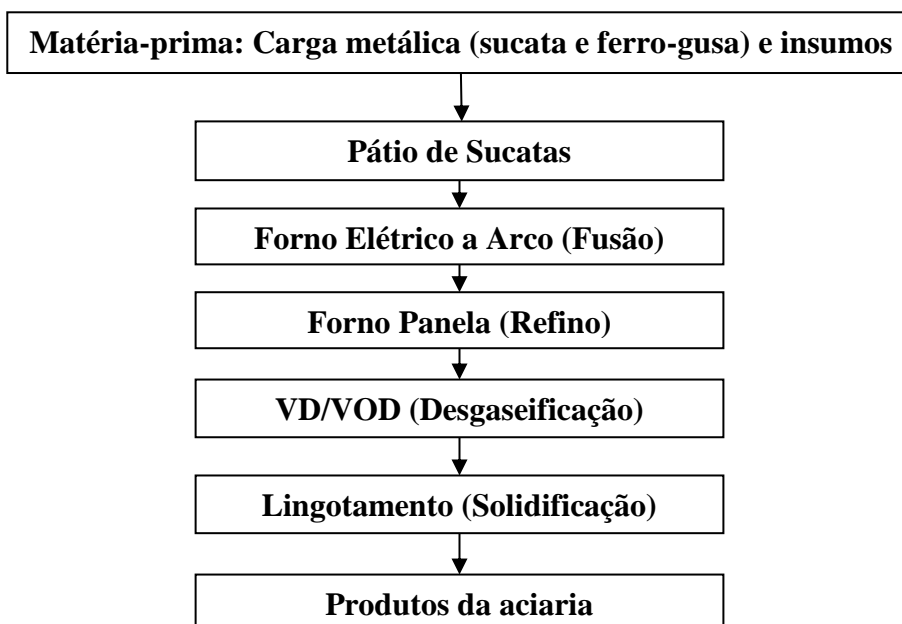 Matéria-prima: Carga metálica (sucata e ferro-gusa) e insumos
Pátio de Sucatas
Forno Elétrico a Arco (Fusão)
Forno Panela (Refino)
VD/VOD (Desgaseificação)
Lingotamento (Solidificação)
Produtos da aciaria